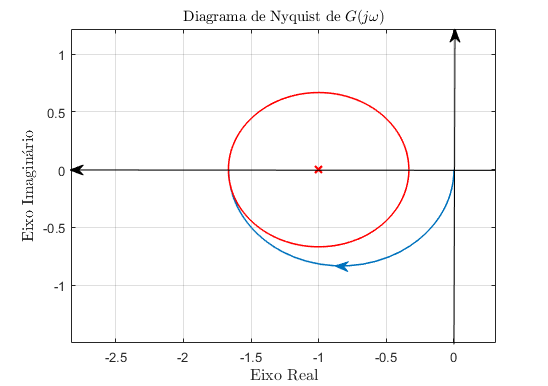 Diagrama de Nyquist de G(jω)
1
0.5
0
-0.5
-1
Eixo Imaginário
-2.5 -2 -1.5 -1 -0.5 0
Eixo Real